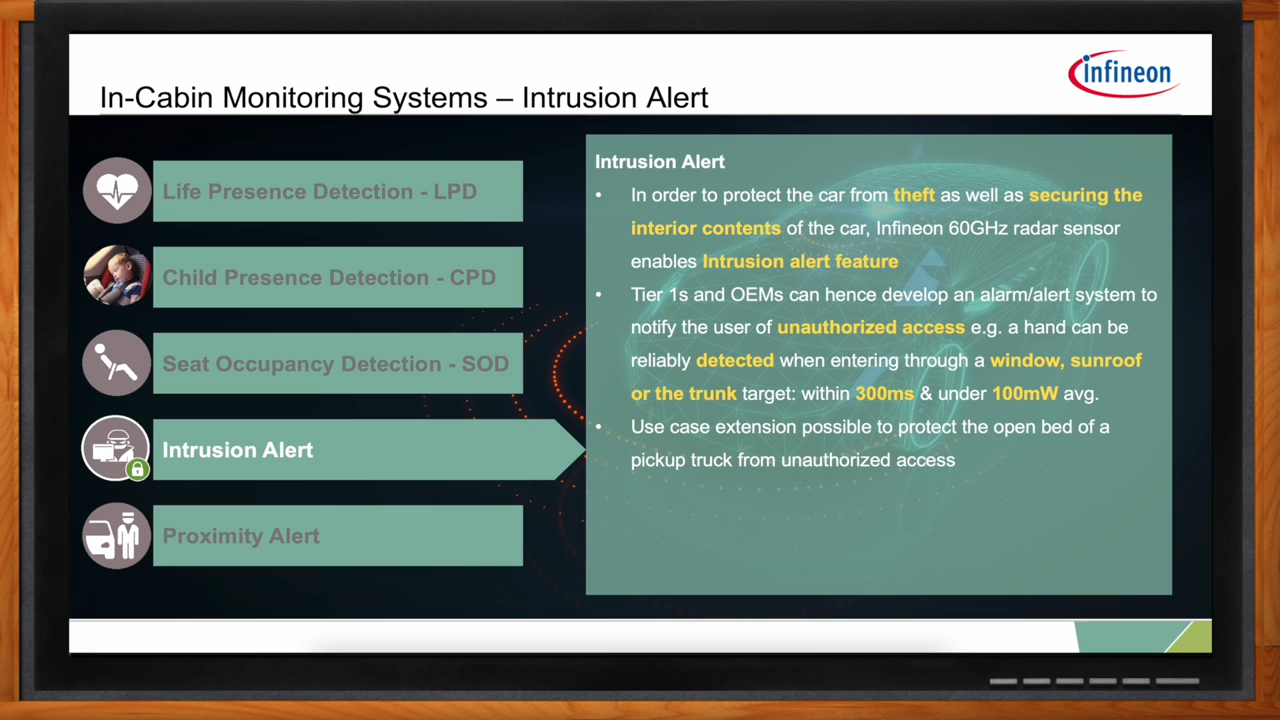 infineon
In-Cabin Monitoring Systems – Intrusion Alert
Life Presence Detection - LPD
Child Presence Detection - CPD
Seat Occupancy Detection - SOD
Intrusion Alert
Proximity Alert
Intrusion Alert
• In order to protect the car from theft as well as securing the
interior contents of the car, Infineon 60GHz radar sensor
enables Intrusion alert feature
• Tier 1s and OEMs can hence develop an alarm/alert system to
notify the user of unauthorized access e.g. a hand can be
reliably detected when entering through a window, sunroof
or the trunk target: within 300ms & under 100mW avg.
• Use case extension possible to protect the open bed of a
pickup truck from unauthorized access